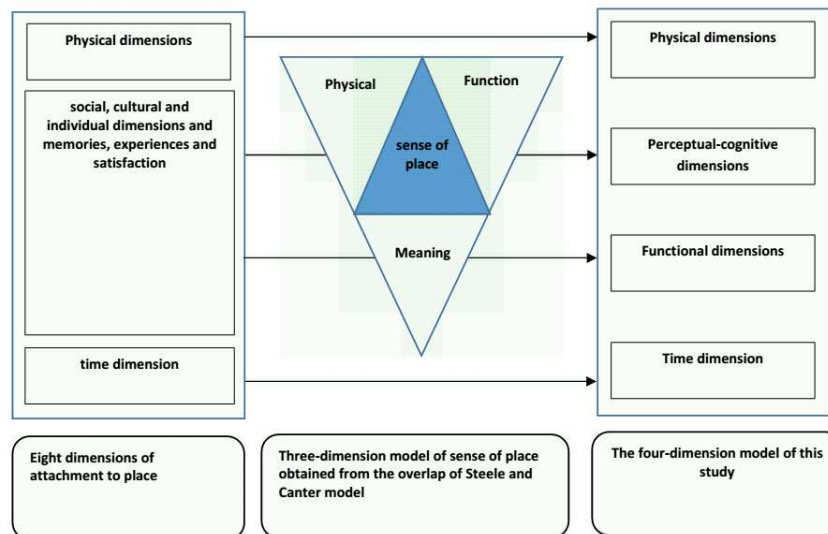 Physical dimensions
social, cultural and
individual dimensions and
memories, experiences and
satisfaction
time dimension
Physical
Function
sense of
place
Meaning
Physical dimensions
Perceptual-cognitive
dimensions
Functional dimensions
Time dimension
Eight dimensions of
attachment to place
Three-dimension model of sense of place
obtained from the overlap of Steele and
Canter model
The four-dimension model of this
study